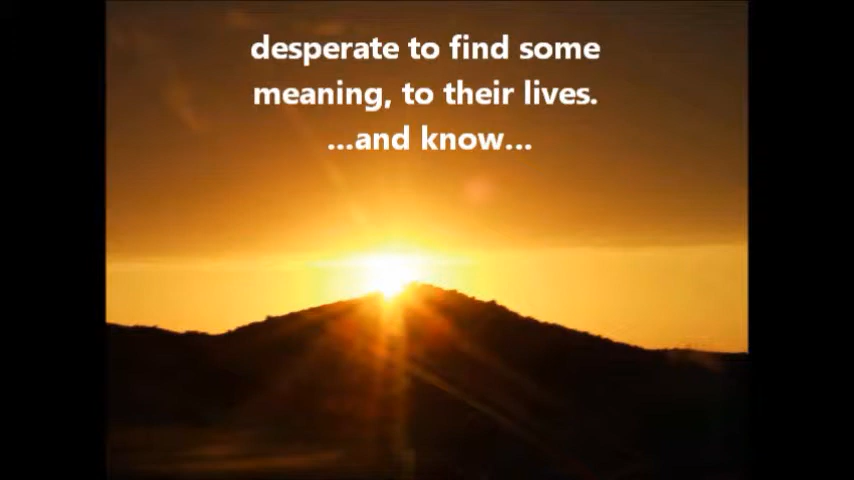 desperate to find some
meaning, to their lives.
...and know...